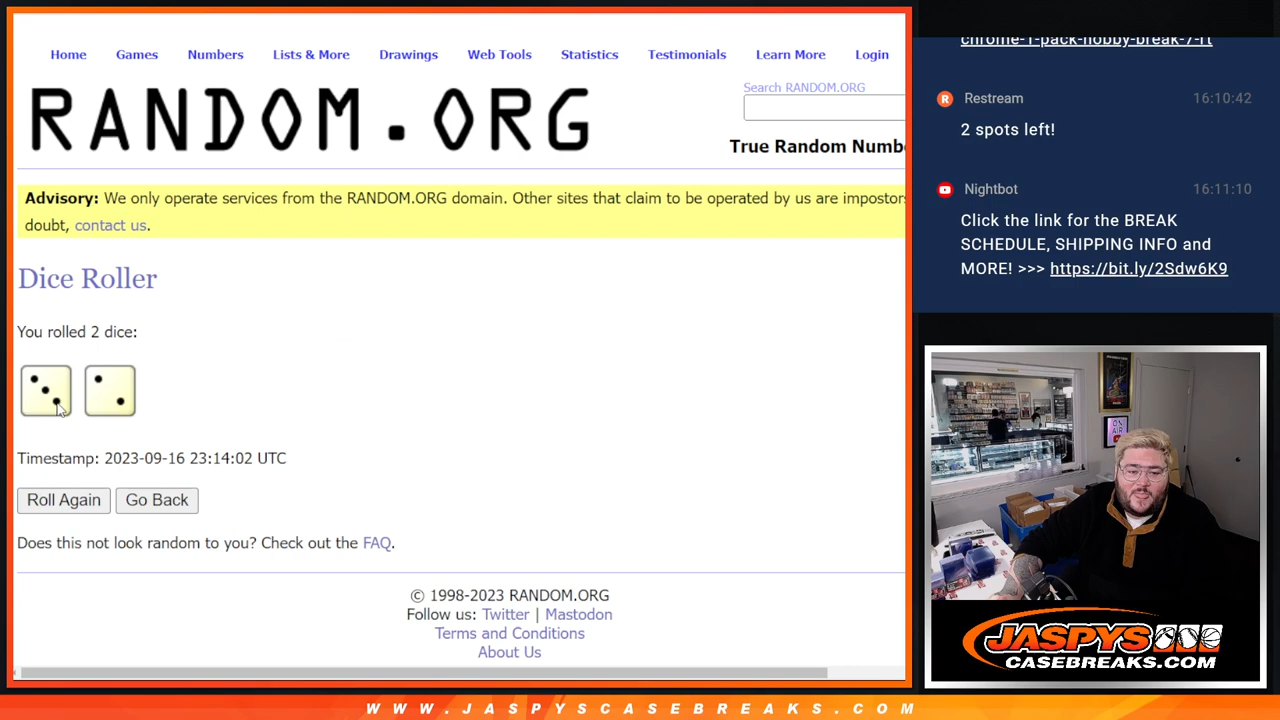 Home Games Numbers Lists & More Drawings Web Tools Statistics Testimonials Learn More Login
RANDOM.ORG
Search RANDOM.ORG
True Random Numbe
Advisory: We only operate services from the RANDOM.ORG domain. Other sites that claim to be operated by us are impostors
doubt, contact us.
Dice Roller
You rolled 2 dice:
Timestamp: 2023-09-16 23:14:02 UTC
Roll Again Go Back
Does this not look random to you? Check out the FAQ.
© 1998-2023 RANDOM.ORG
Follow us: Twitter | Mastodon
Terms and Conditions
About Us
chrome-1-pack-hobby-break-7-rt
Restream 16:10:42
2 spots left!
Nightbot 16:11:10
Click the link for the BREAK
SCHEDULE, SHIPPING INFO and
MORE! >>> https://bit.ly/2Sdw6K9
ON
AIR
JASPYS
CASEBREAKS.COM
WWW.JASPYSCASEBREAKS.COM